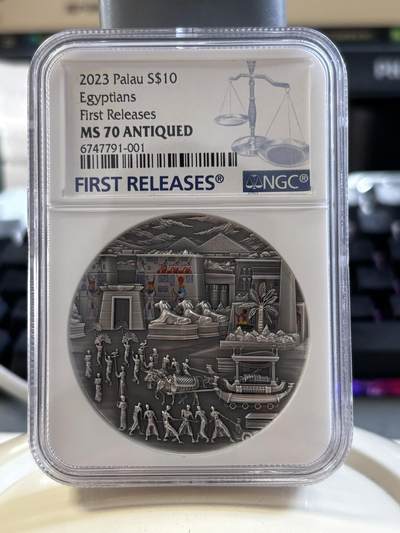 2023 Palau S$10
Egyptians
First Releases
MS 70 ANTIQUED
6747791-001
FIRST RELEASES®
NGC®